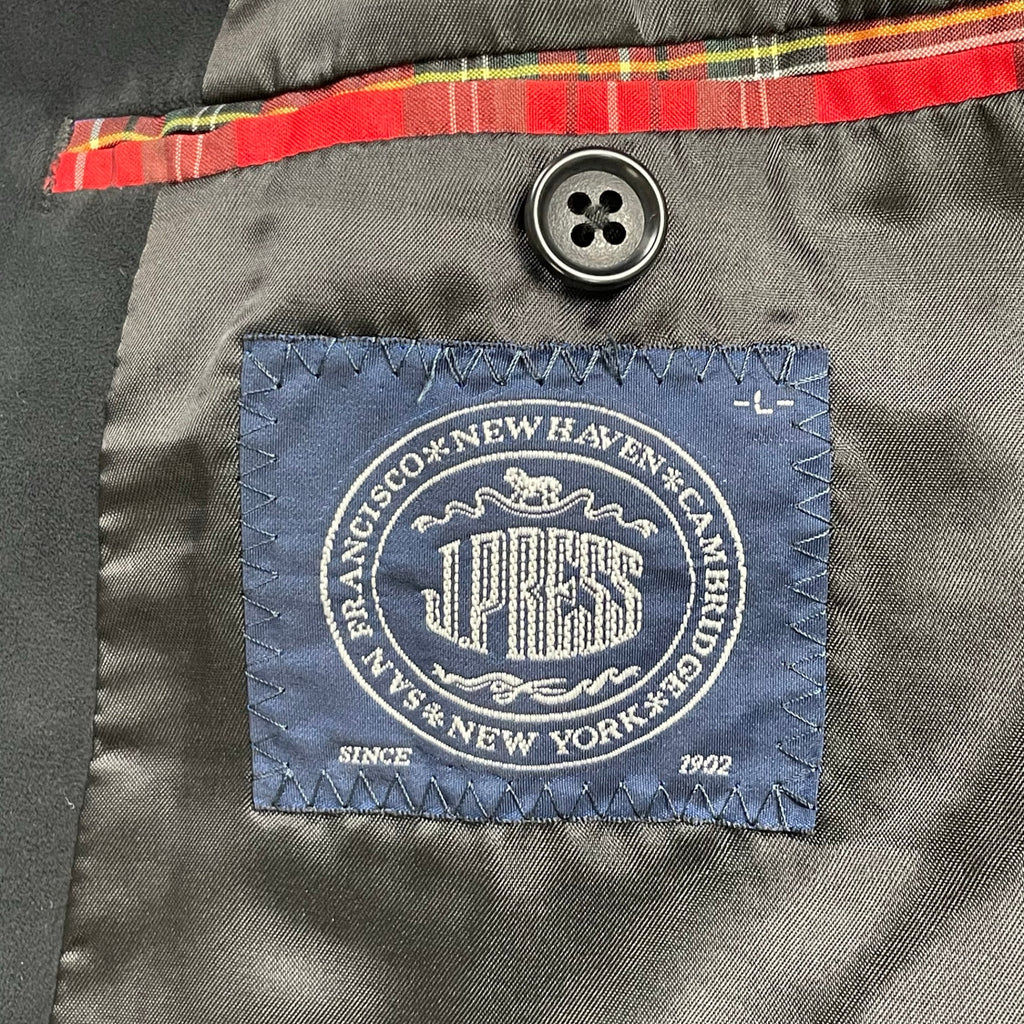 -L-
SAN FRANCISCO * NEW HAVEN * CAMBRIDGE * NEW YORK *
J.PRESS
SINCE 1902